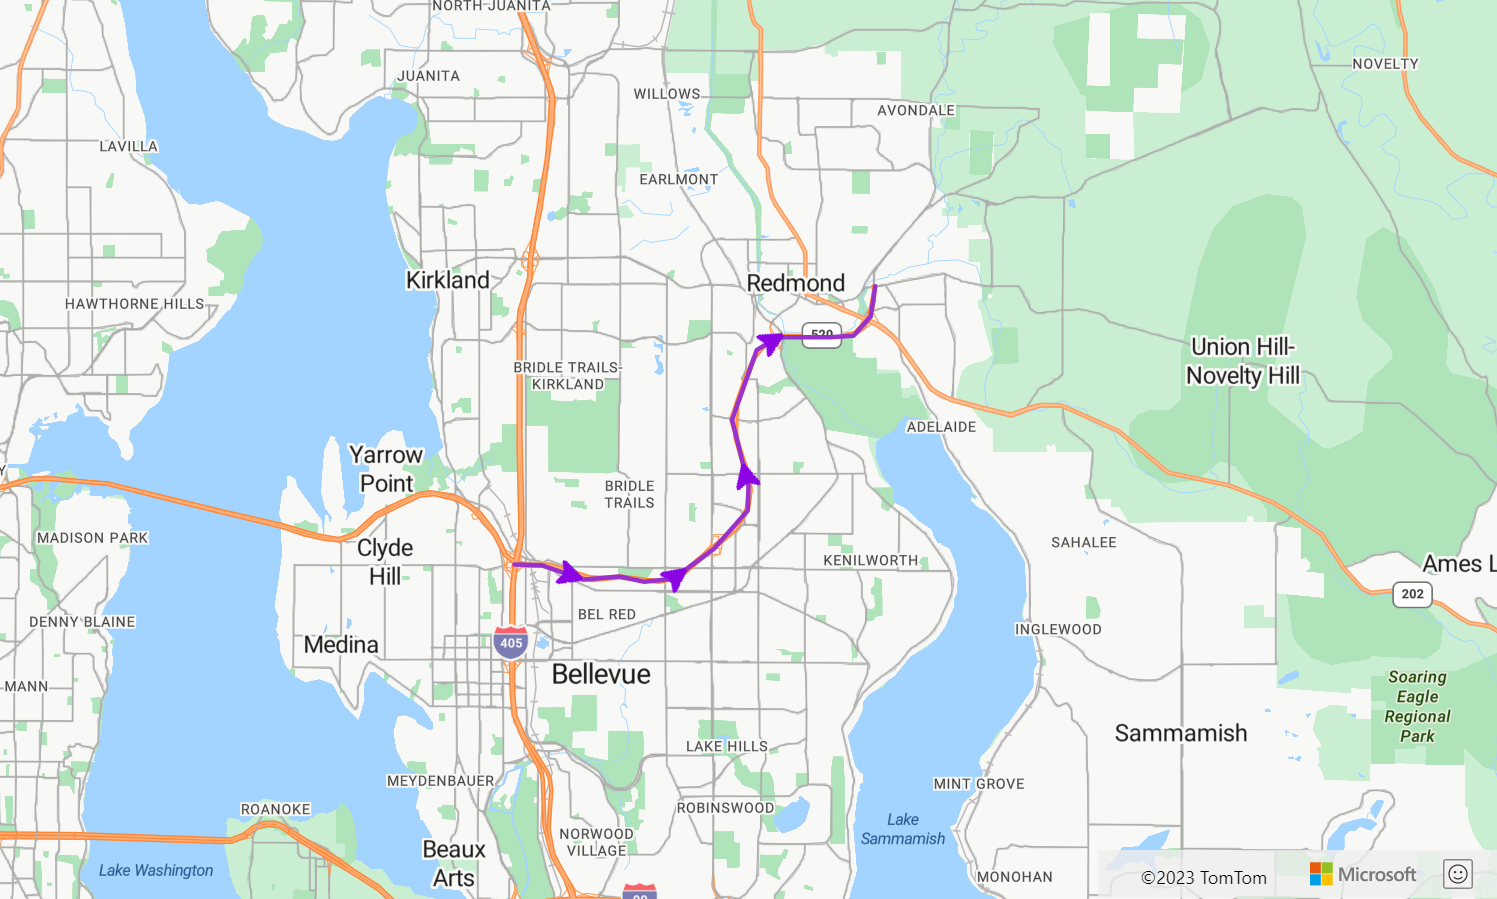 NORTH JUANITA
JUANITA
WILLOWS
NOVELTY
AVONDALE
LAVILLA
EARLMONT
Kirkland
Redmond
HAWTHORNE HILLS
520
Union Hill-
Novelty Hill
BRIDLE TRAILS-
KIRKLAND
ADELAIDE
Yarrow
Point
BRIDLE
TRAILS
MADISON PARK
Clyde
Hill
SAHALEE
KENILWORTH
Ames L
202
BEL RED
DENNY BLAINE
INGLEWOOD
405
Medina
Bellevue
MANN
Soaring
Eagle
Regional
Park
Sammamish
LAKE HILLS
MEYDENBAUER
MINT GROVE
ROANOKE
ROBINSWOOD
Lake
Sammamish
NORWOOD
VILLAGE
Beaux
Arts
Lake Washington
MONOHAN
©2023 TomTom
Microsoft